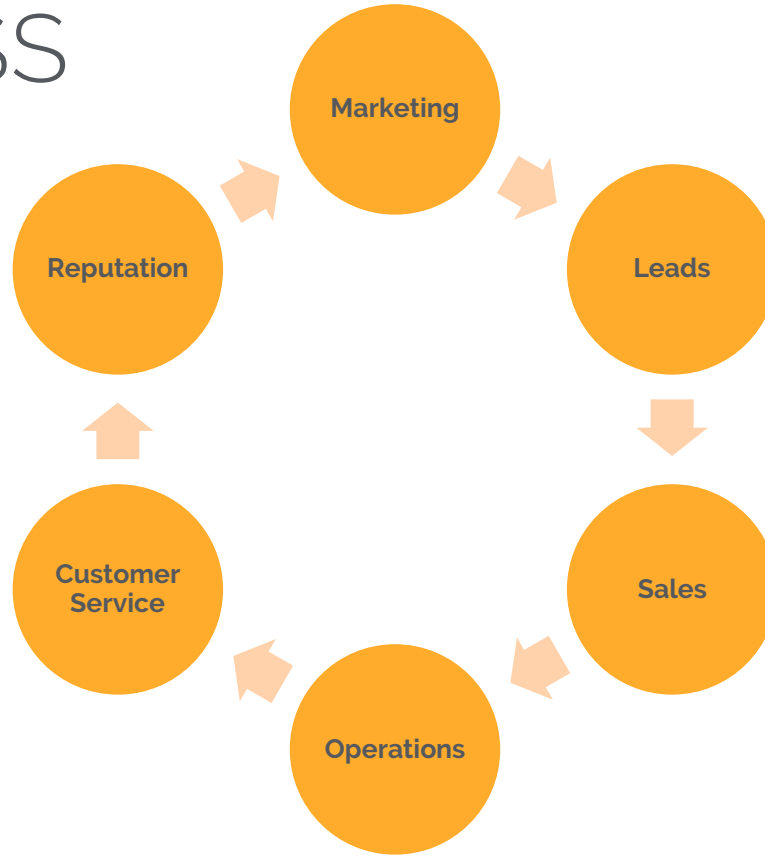 Marketing
Reputation
Leads
Customer
Service
Sales
Operations